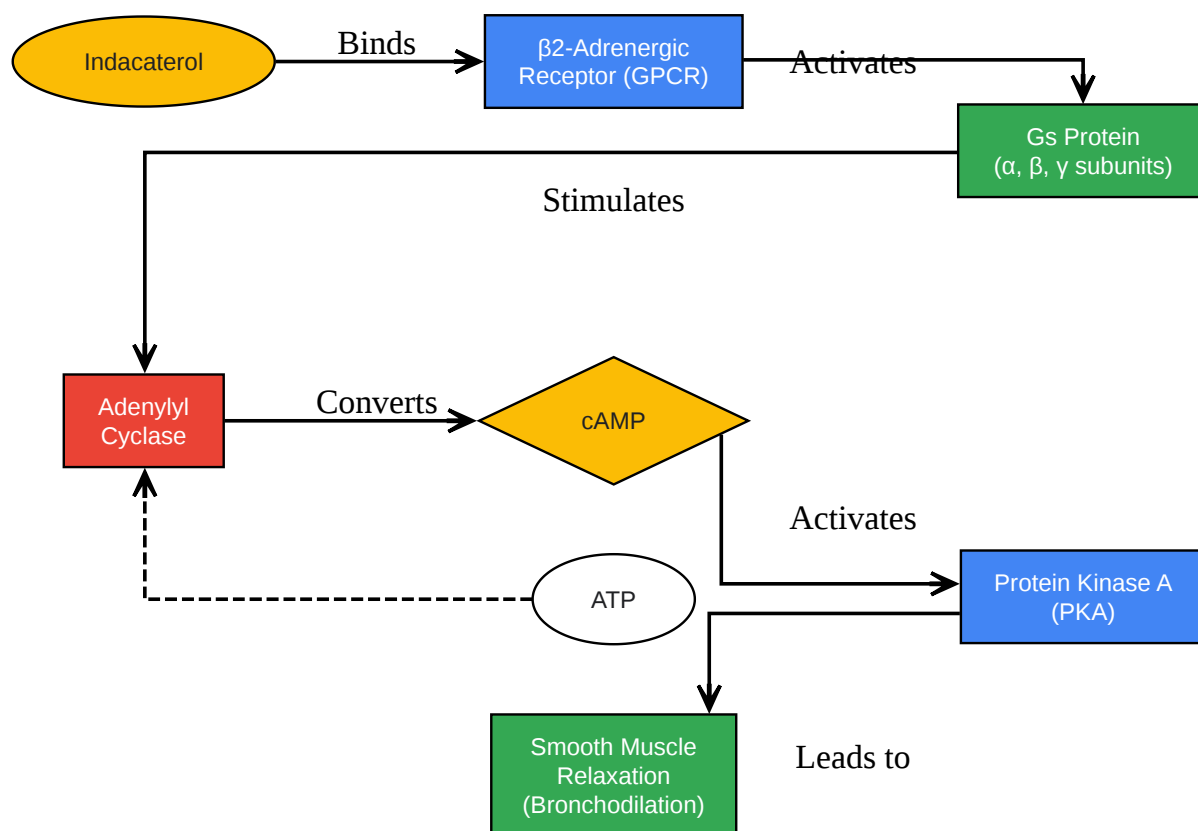 Indacaterol
Binds
β2-Adrenergic
Receptor (GPCR)
Activates
Gs Protein
(α, β, γ subunits)
Stimulates
Adenylyl
Cyclase
Converts
cAMP
Activates
ATP
Protein Kinase A
(PKA)
Smooth Muscle
Relaxation
(Bronchodilation)
Leads to